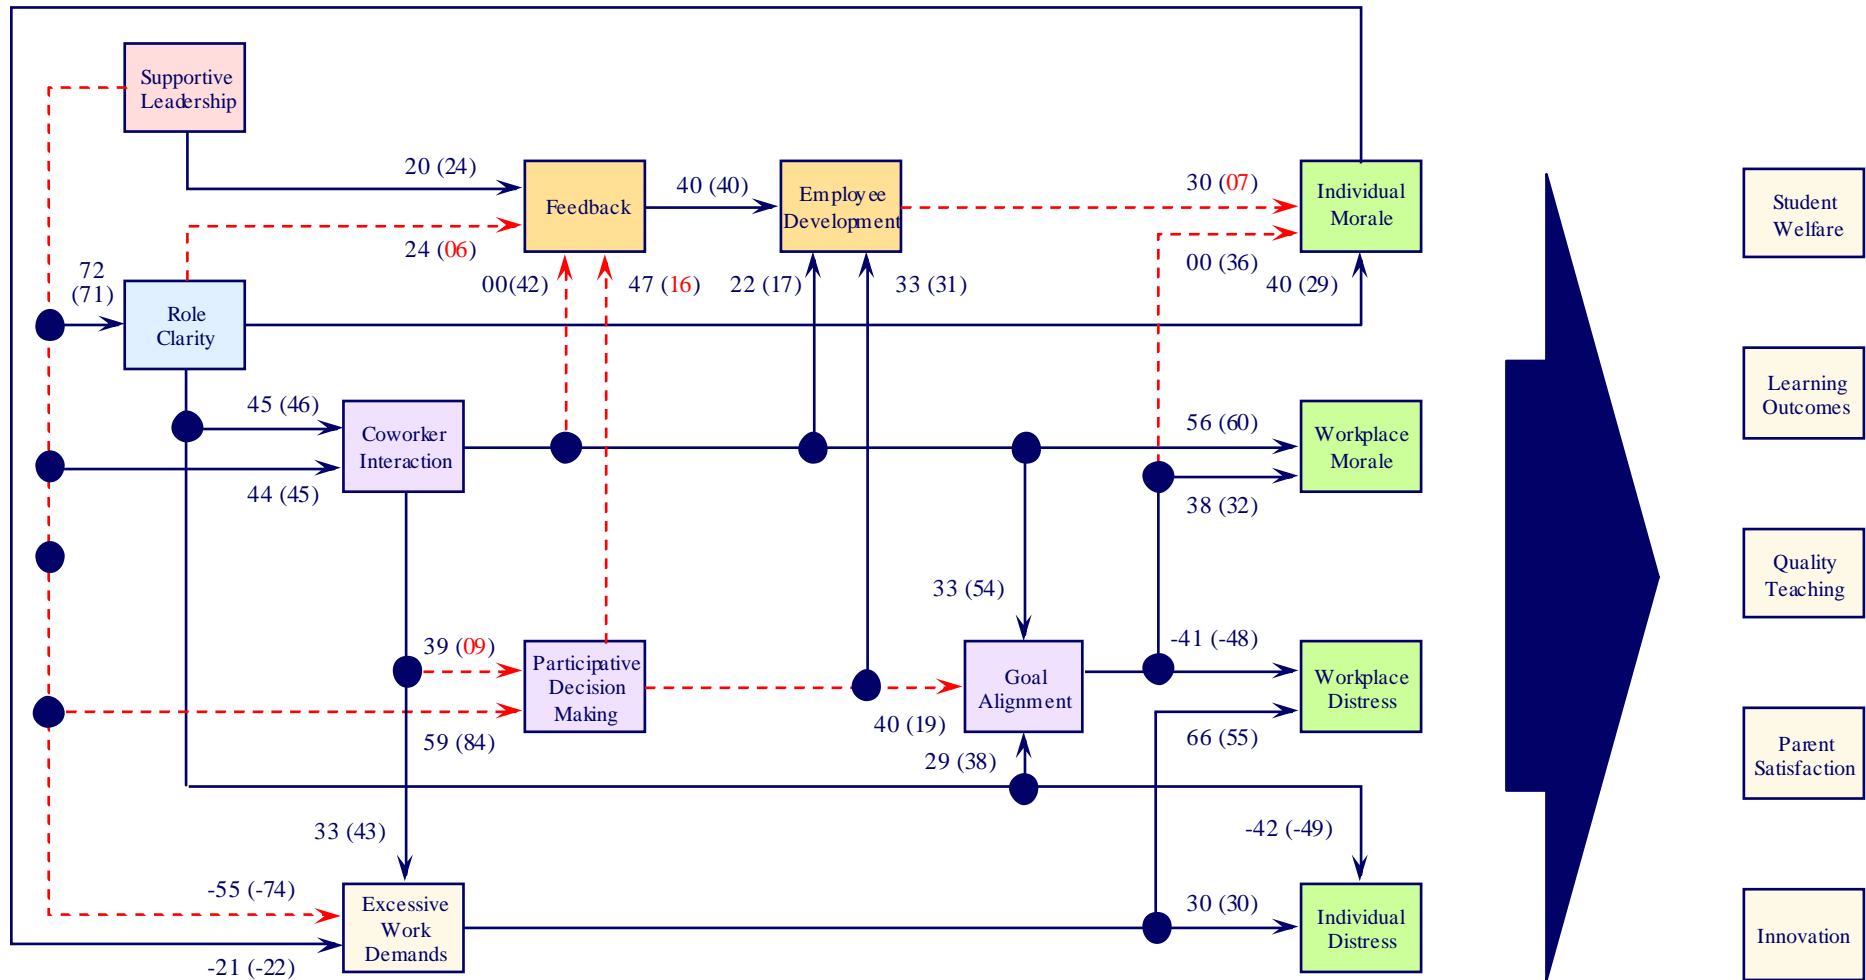 Supportive
Leadership
20 (24)
40 (40)
30 (07)
Feedback
Employee
Development
Individual
Morale
Student
Welfare
24 (06)
00 (36)
72
(71)
00(42)
47 (16)
22 (17)
33 (31)
40 (29)
Role
Clarity
45 (46)
56 (60)
Coworker
Interaction
Workplace
Morale
Learning
Outcomes
44 (45)
38 (32)
33 (54)
Quality
Teaching
39 (09)
-41 (-48)
Participative
Decision
Making
Goal
Alignment
Workplace
Distress
59 (84)
40 (19)
66 (55)
29 (38)
Parent
Satisfaction
33 (43)
-42 (-49)
-55 (-74)
30 (30)
Excessive
Work
Demands
Individual
Distress
Innovation
-21 (-22)